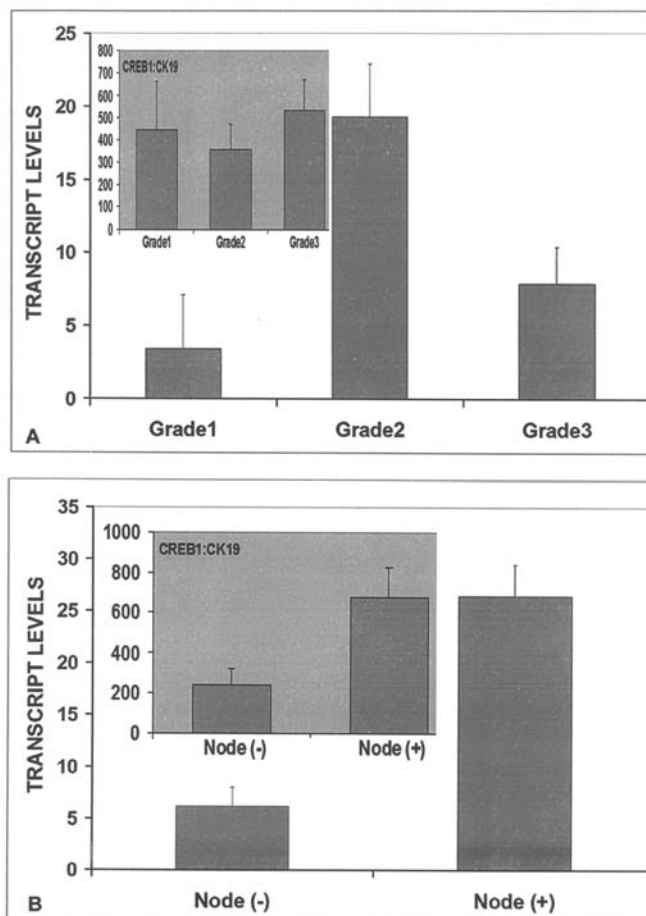 25
20
15
10
5
0
TRANSCRIPT LEVELS
800
700
600
500
400
300
200
100
0
CREB1:CK19
Grade1 Grade2 Grade3
Grade1 Grade2 Grade3
A
35
30
25
20
15
10
5
0
TRANSCRIPT LEVELS
1000
800
600
400
200
0
CREB1:CK19
Node (-) Node (+)
Node (-) Node (+)
B